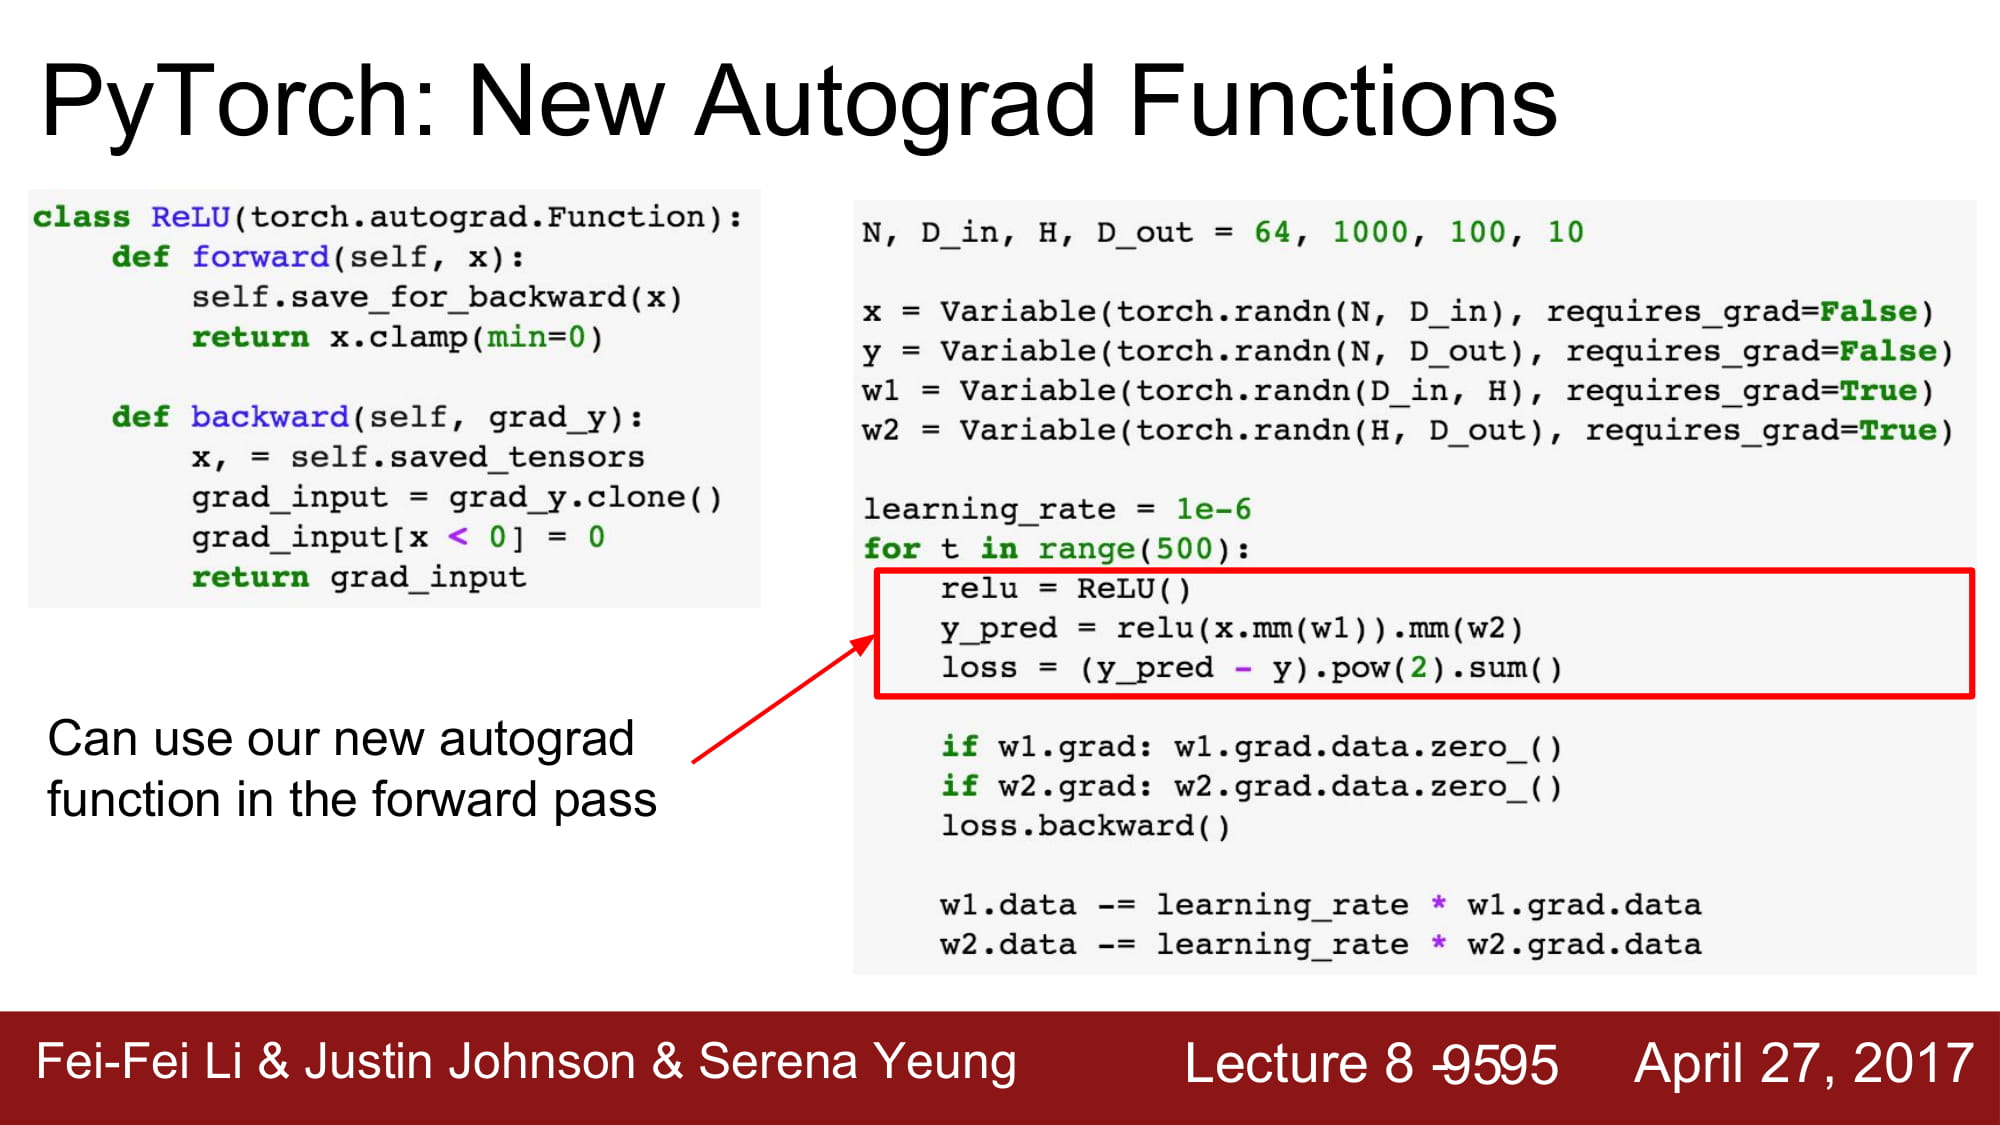 PyTorch: New Autograd Functions
class ReLU(torch.autograd.Function):
    def forward(self, x):
        self.save_for_backward(x)
        return x.clamp(min=0)
    def backward(self, grad_y):
        x, = self.saved_tensors
        grad_input = grad_y.clone()
        grad_input[x < 0] = 0
        return grad_input
Can use our new autograd
function in the forward pass
N, D_in, H, D_out = 64, 1000, 100, 10
x = Variable(torch.randn(N, D_in), requires_grad=False)
y = Variable(torch.randn(N, D_out), requires_grad=False)
w1 = Variable(torch.randn(D_in, H), requires_grad=True)
w2 = Variable(torch.randn(H, D_out), requires_grad=True)
learning_rate = 1e-6
for t in range(500):
    relu = ReLU()
    y_pred = relu(x.mm(w1)).mm(w2)
    loss = (y_pred - y).pow(2).sum()
    if w1.grad: w1.grad.data.zero_()
    if w2.grad: w2.grad.data.zero_()
    loss.backward()
    w1.data -= learning_rate * w1.grad.data
    w2.data -= learning_rate * w2.grad.data
Fei-Fei Li & Justin Johnson & Serena Yeung Lecture 8 -9595 April 27, 2017